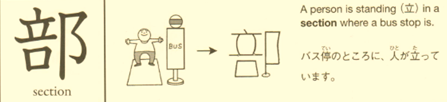 部
section
BUS
A person is standing (立) in a
section where a bus stop is.
バス停のところに、人が立って
います。